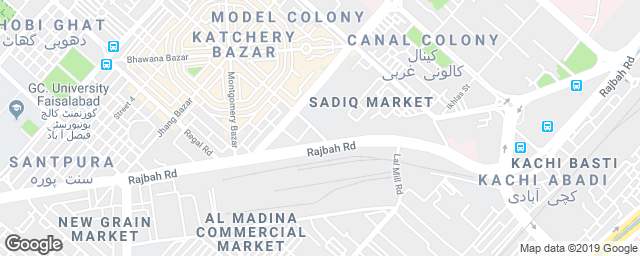 MODEL COLONY
HOBI GHAT
دھوبی گھاٹ
KATCHERY
BAZAR
CANAL COLONY
کینال
کالونی غربی
Bhawana Bazar
Rajbah Rd
GC. University
Faisalabad
گورنمنٹ کالج
یونیورسٹی
فیصل آباد
Street 4
Jhang Bazar
Montgomery Bazar
Regal Rd
SADIQ MARKET
Ikhlas St
Rajbah Rd
Lal Mill Rd
SANTPURA
سنت پورہ
Rajbah Rd
KACHI BASTI
KACHI ABADI
کچی آبادی
NEW GRAIN
MARKET
AL MADINA
COMMERCIAL
MARKET
Google
Google
Map data ©2019 Google